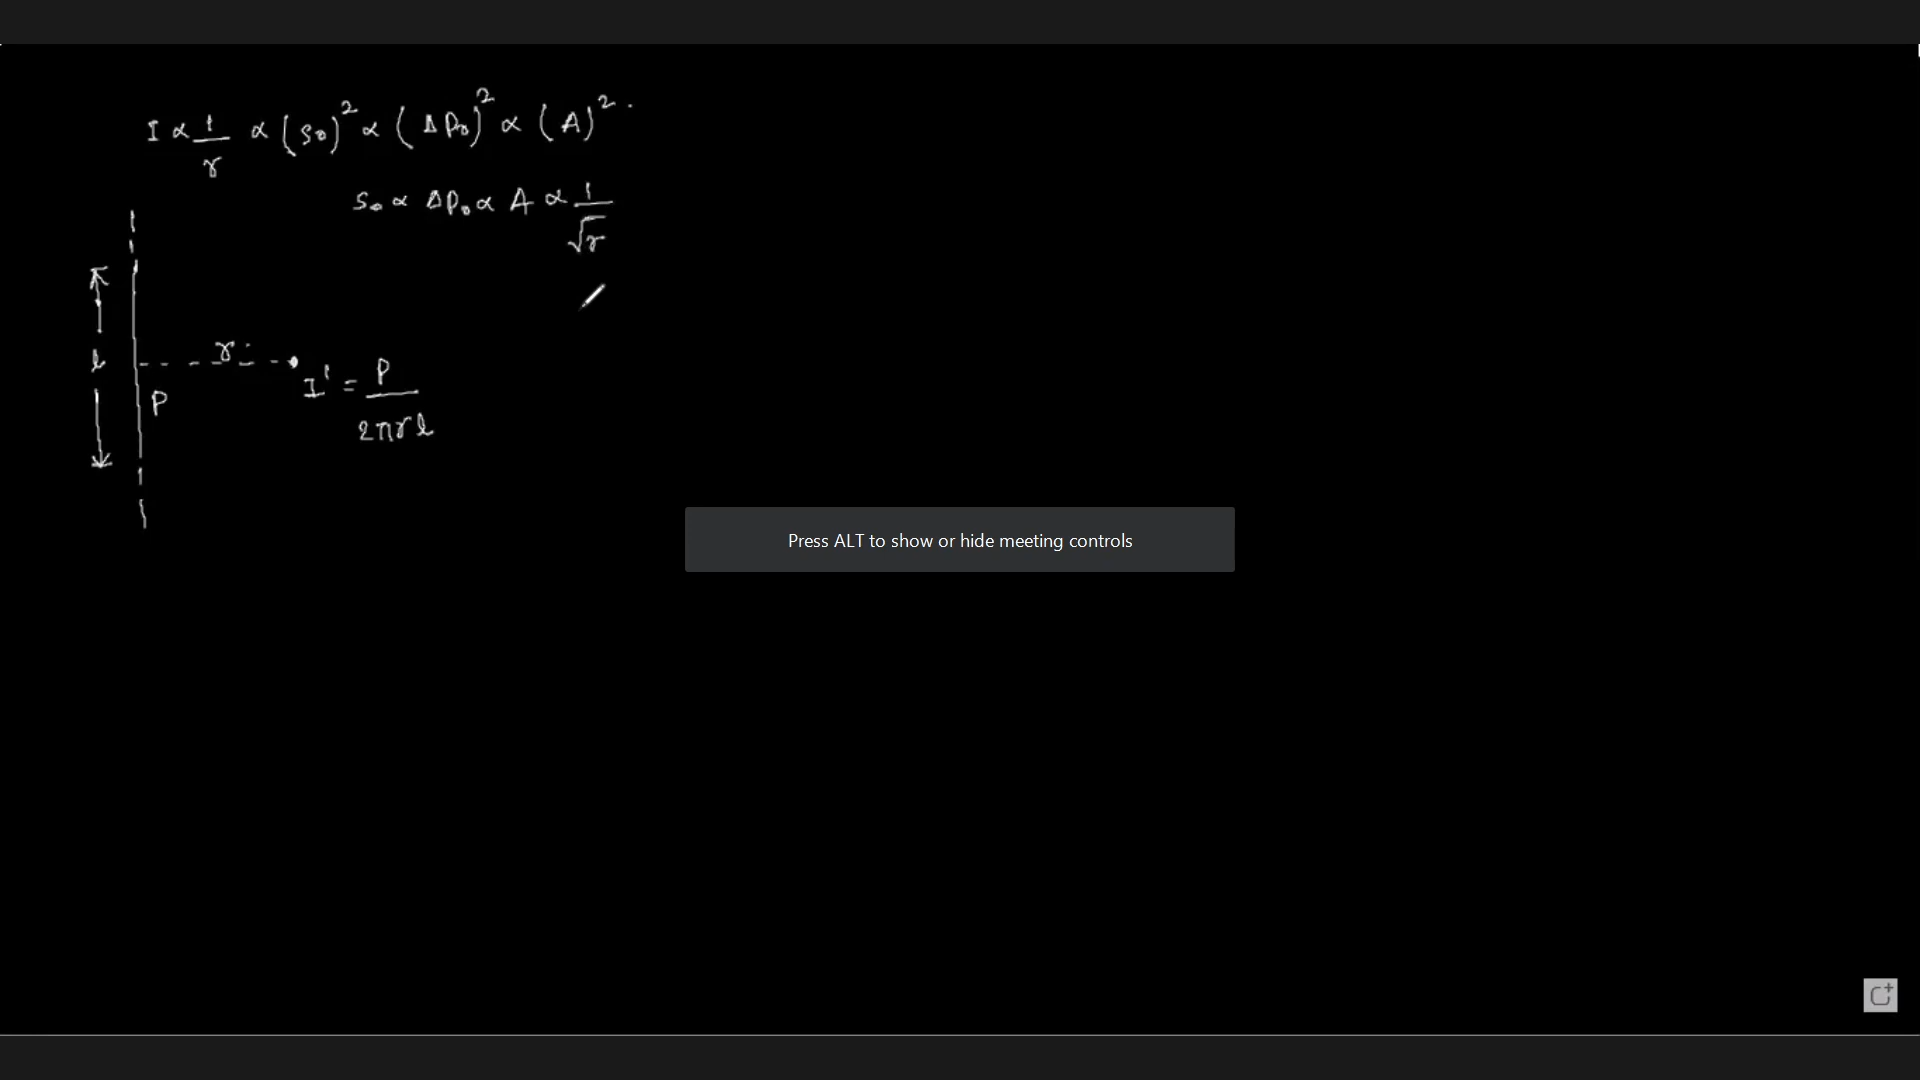 I ∝ 1/r ∝ (s₀)² ∝ (ΔP₀)² ∝ (A)².
s₀ ∝ ΔP₀ ∝ A ∝ 1/√r
r
l
P
I' = P/2πrl
Press ALT to show or hide meeting controls